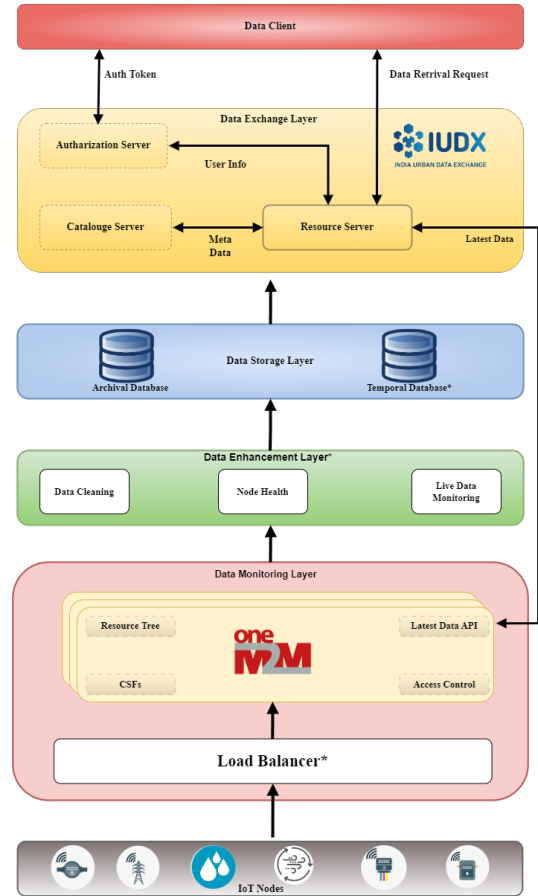 Data Client
Auth Token
Data Retrival Request
Data Exchange Layer
Autharization Server
IUDX
INDIA URBAN DATA EXCHANGE
User Info
Catalouge Server
Resource Server
Meta
Data
Latest Data
Data Storage Layer
Archival Database
Temporal Database*
Data Enhancement Layer*
Data Cleaning
Node Health
Live Data
Monitoring
Data Monitoring Layer
Resource Tree
one
M2M
Latest Data API
CSFs
Access Control
Load Balancer*
IoT Nodes